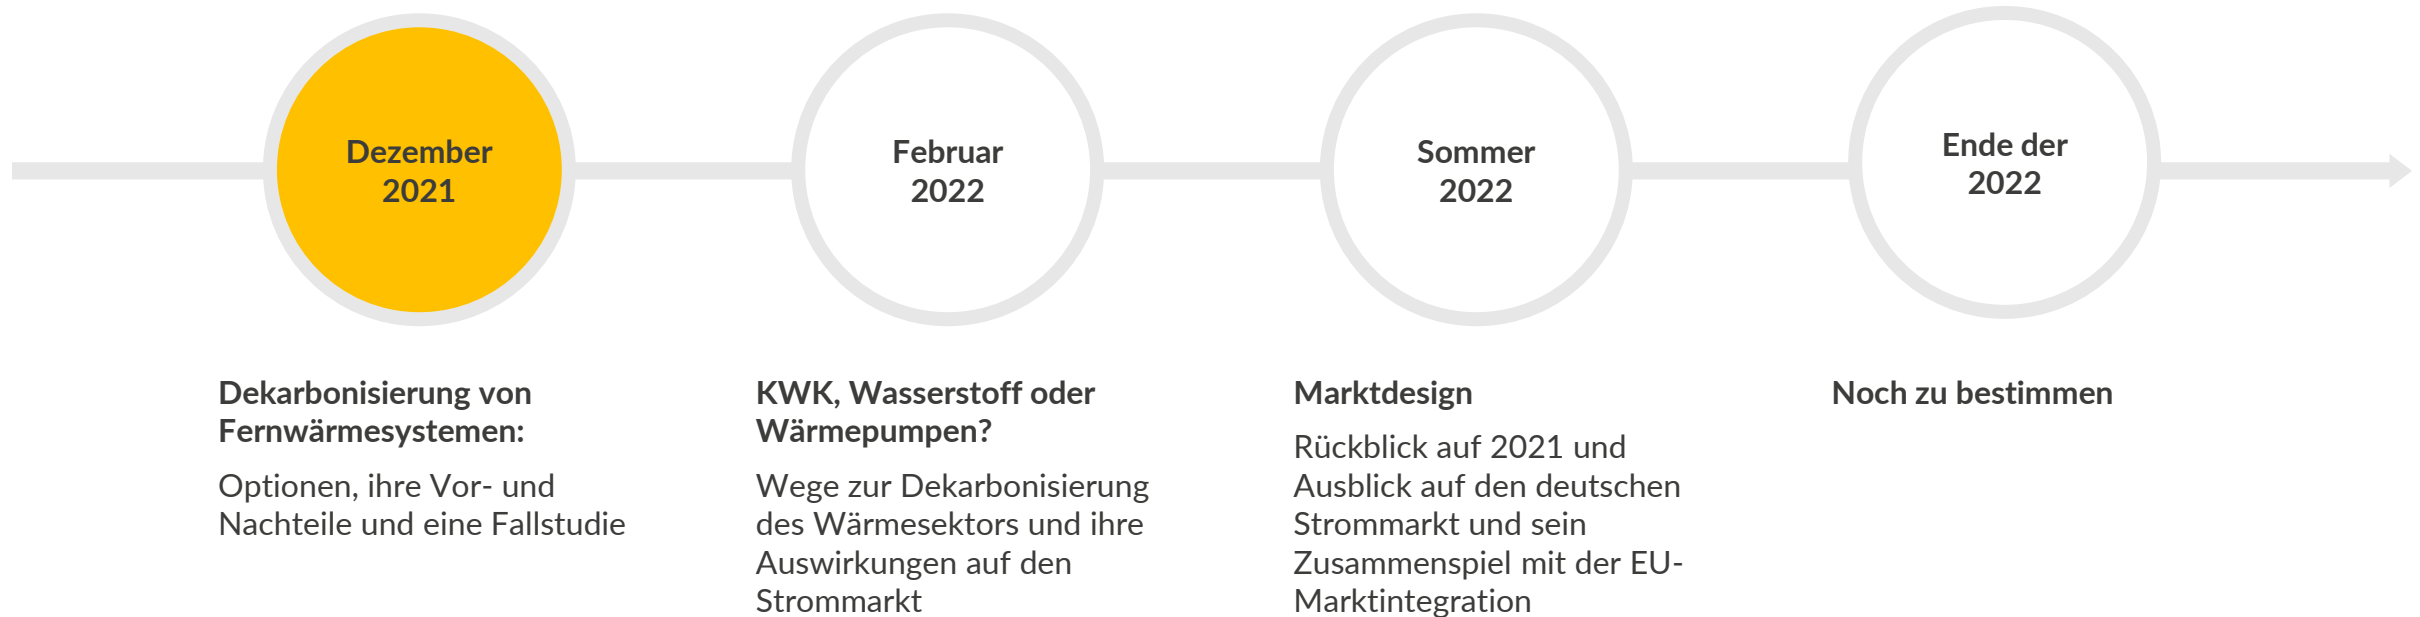 Dezember
2021
Februar
2022
Sommer
2022
Ende der
2022
Dekarbonisierung von
Fernwärmesystemen:
Optionen, ihre Vor- und
Nachteile und eine Fallstudie
KWK, Wasserstoff oder
Wärmepumpen?
Wege zur Dekarbonisierung
des Wärmesektors und ihre
Auswirkungen auf den
Strommarkt
Marktdesign
Rückblick auf 2021 und
Ausblick auf den deutschen
Strommarkt und sein
Zusammenspiel mit der EU-
Marktintegration
Noch zu bestimmen